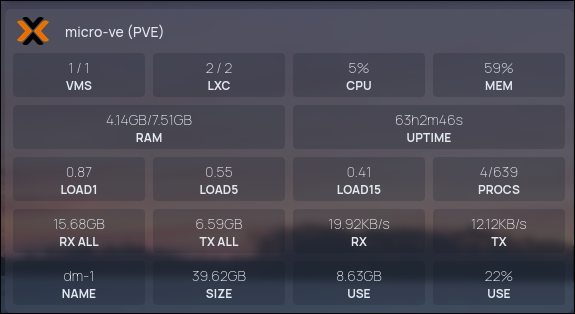 micro-ve (PVE)
1 / 1 2 / 2 5% 59%
VMS LXC CPU MEM
4.14GB/7.51GB 63h2m46s
RAM UPTIME
0.87 0.55 0.41 4/639
LOAD1 LOAD5 LOAD15 PROCS
15.68GB 6.59GB 19.92KB/s 12.12KB/s
RX ALL TX ALL RX TX
dm-1 39.62GB 8.63GB 22%
NAME SIZE USE USE